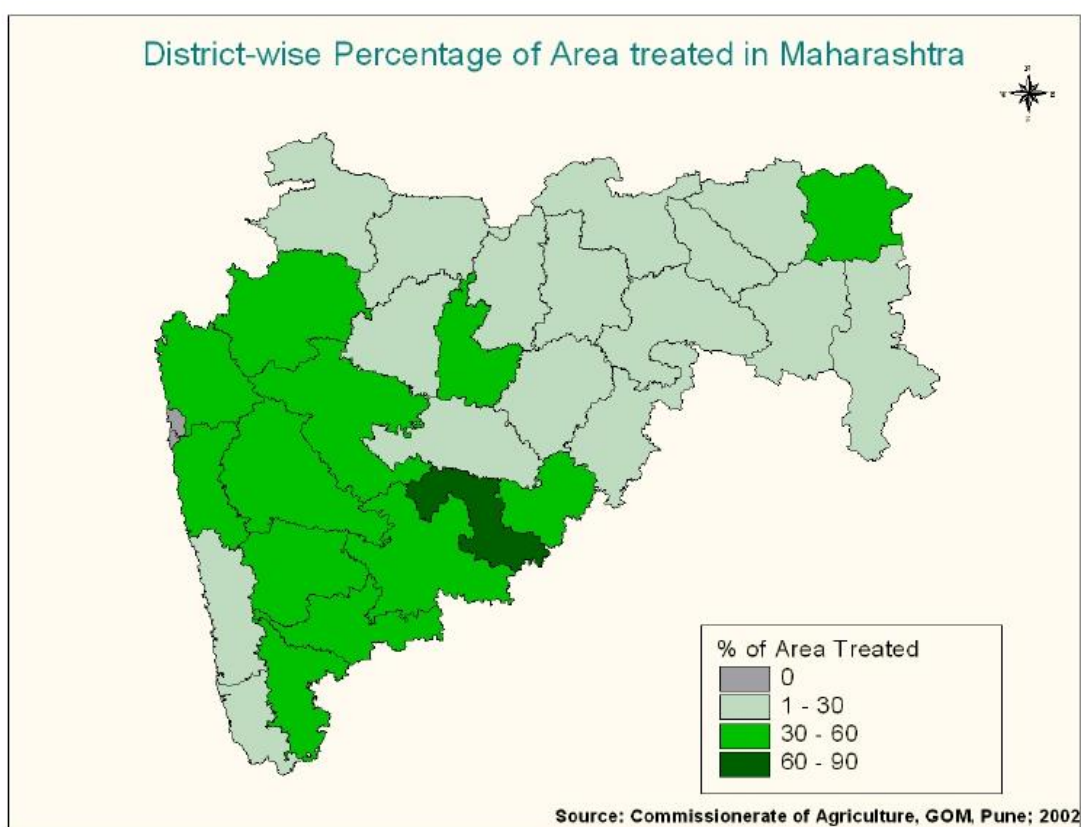 District-wise Percentage of Area treated in Maharashtra
N
W E
S
% of Area Treated
0
1 - 30
30 - 60
60 - 90
Source: Commissionerate of Agriculture, GOM, Pune; 2002